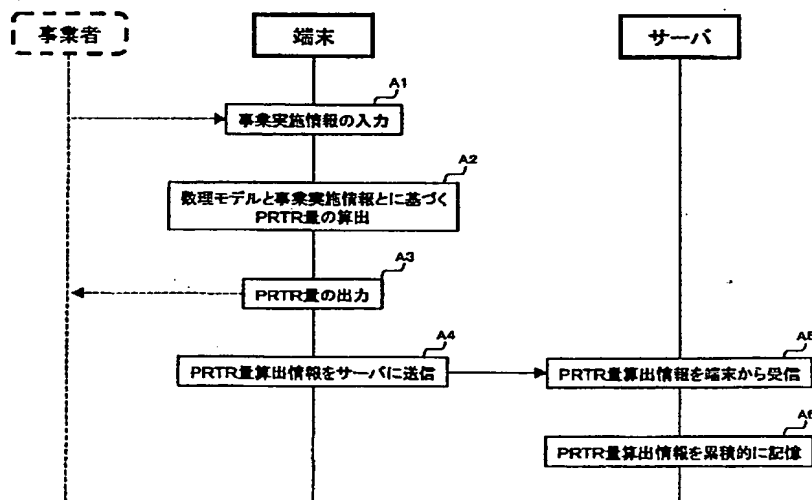 事業者
端末
サーバ
A1
事業実施情報の入力
A2
数理モデルと事業実施情報とに基づく
PRTR量の算出
A3
PRTR量の出力
A4
PRTR量算出情報をサーバに送信
A5
PRTR量算出情報を端末から受信
A6
PRTR量算出情報を累積的に記憶